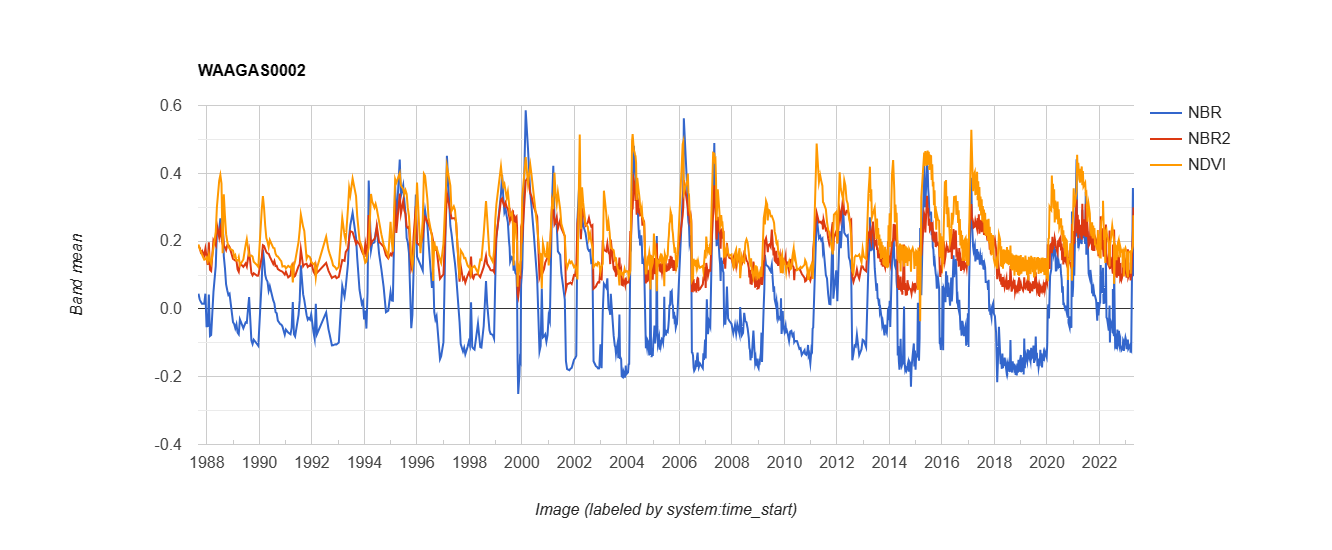 WAAGAS0002
0.6
0.4
0.2
0.0
-0.2
-0.4
Band mean
NBR
NBR2
NDVI
1988 1990 1992 1994 1996 1998 2000 2002 2004 2006 2008 2010 2012 2014 2016 2018 2020 2022
Image (labeled by system:time_start)